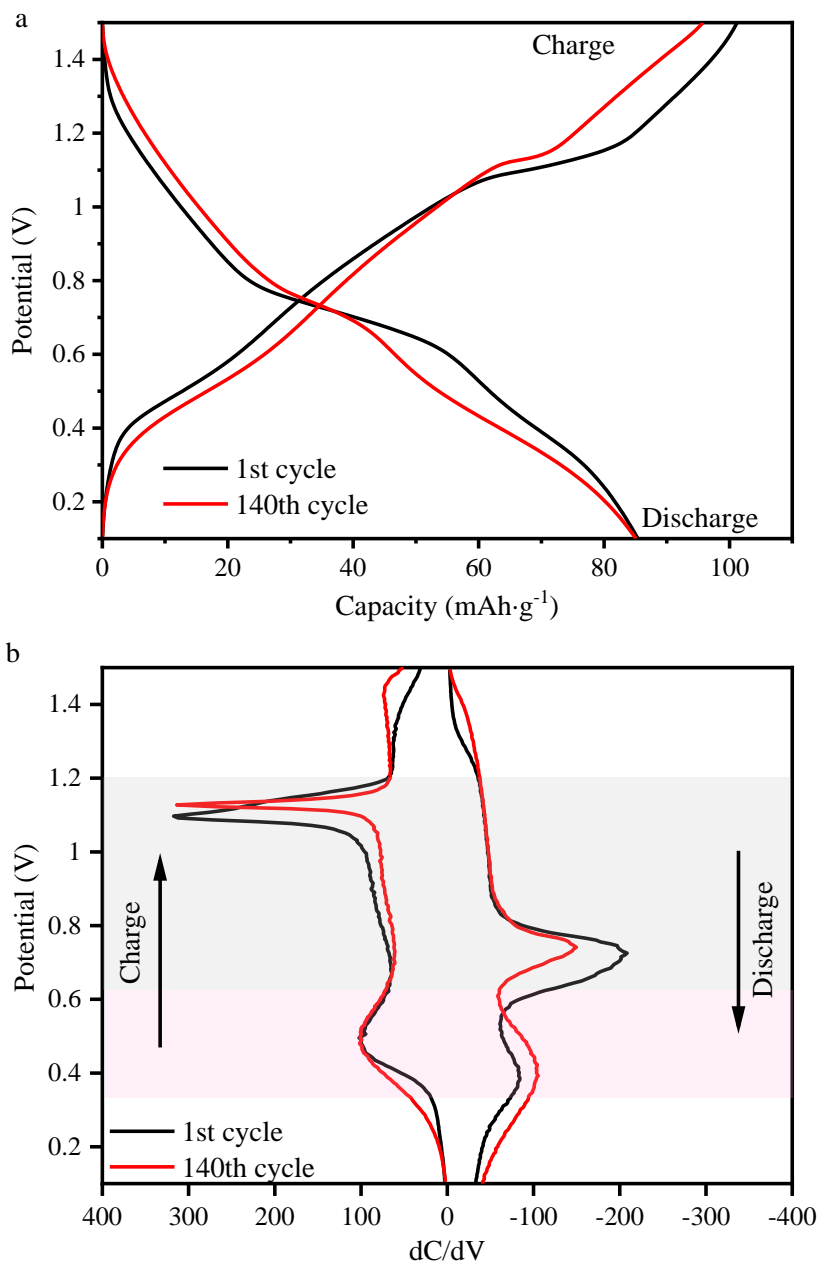 a
Charge
1.4
1.2
1
0.8
0.6
0.4
0.2
Potential (V)
1st cycle
140th cycle
Discharge
0 20 40 60 80 100
Capacity (mAh·g⁻¹)
b
1.4
1.2
1
0.8
0.6
0.4
0.2
Potential (V)
Charge
Discharge
1st cycle
140th cycle
400 300 200 100 0 -100 -200 -300 -400
dC/dV